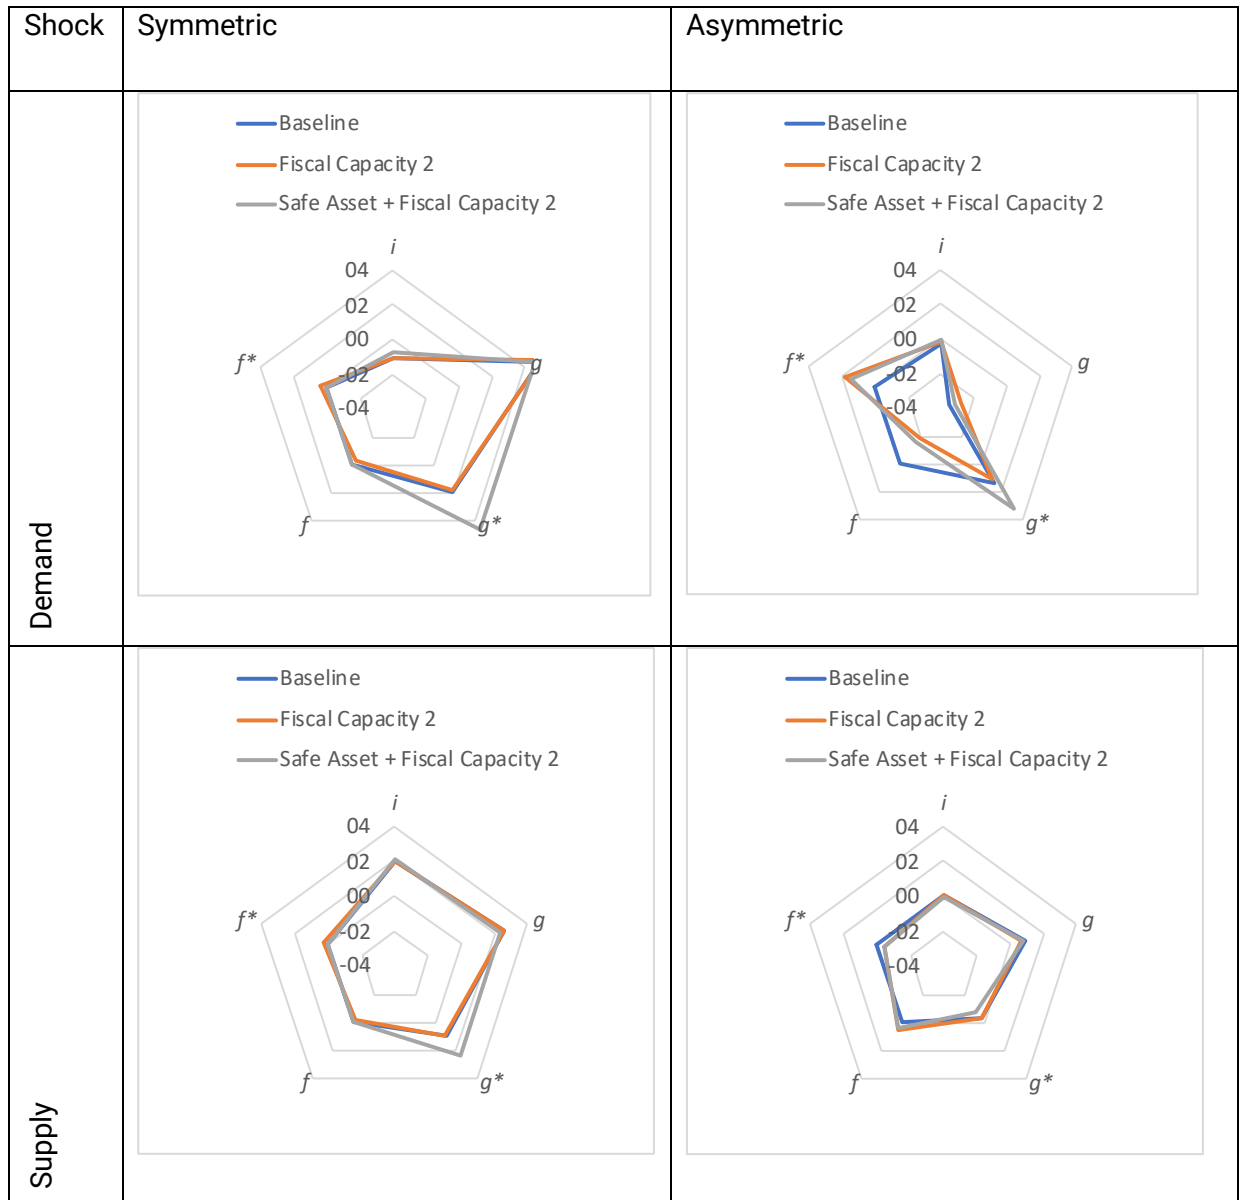 Shock
Symmetric
Asymmetric
Demand
Baseline
Fiscal Capacity 2
Safe Asset + Fiscal Capacity 2
i
04
02
00
-02
-04
f*
g
f
g*
Baseline
Fiscal Capacity 2
Safe Asset + Fiscal Capacity 2
i
04
02
00
-02
-04
f*
g
f
g*
Supply
Baseline
Fiscal Capacity 2
Safe Asset + Fiscal Capacity 2
i
04
02
00
-02
-04
f*
g
f
g*
Baseline
Fiscal Capacity 2
Safe Asset + Fiscal Capacity 2
i
04
02
00
-02
-04
f*
g
f
g*